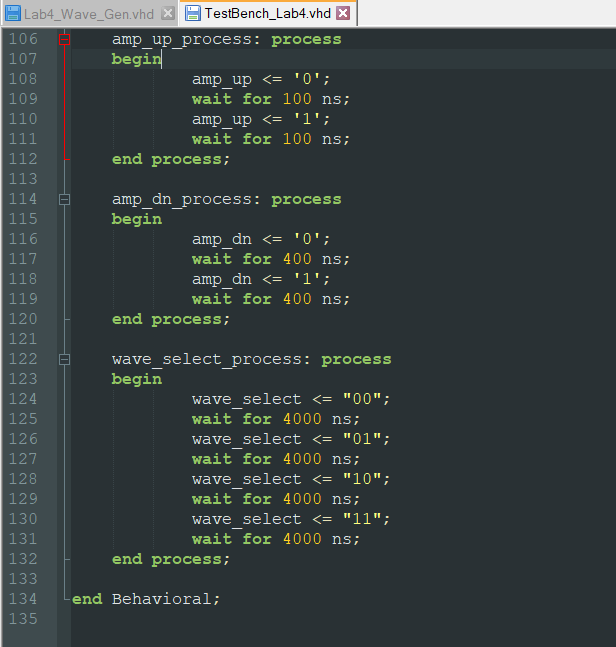 Lab4_Wave_Gen.vhd TestBench_Lab4.vhd
106 amp_up_process: process
107 begin
108 amp_up <= '0';
109 wait for 100 ns;
110 amp_up <= '1';
111 wait for 100 ns;
112 end process;
113
114 amp_dn_process: process
115 begin
116 amp_dn <= '0';
117 wait for 400 ns;
118 amp_dn <= '1';
119 wait for 400 ns;
120 end process;
121
122 wave_select_process: process
123 begin
124 wave_select <= "00";
125 wait for 4000 ns;
126 wave_select <= "01";
127 wait for 4000 ns;
128 wave_select <= "10";
129 wait for 4000 ns;
130 wave_select <= "11";
131 wait for 4000 ns;
132 end process;
133
134 end Behavioral;
135